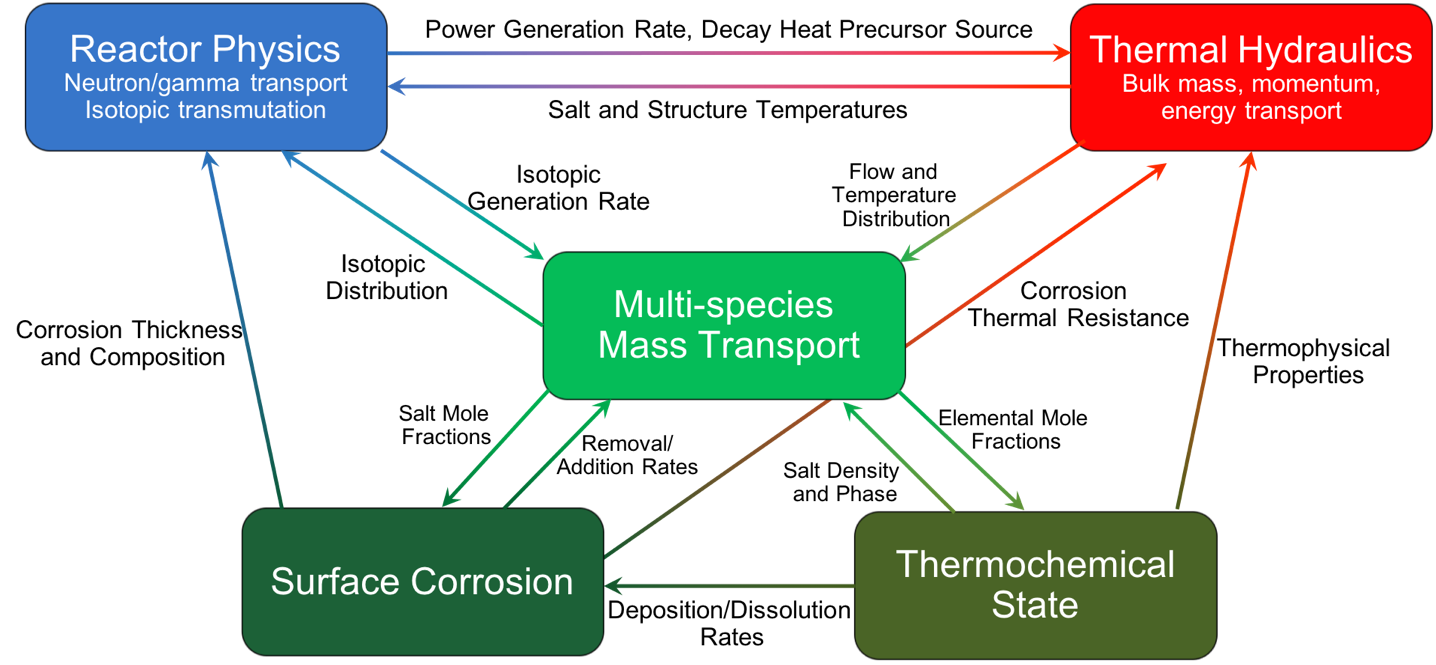 Reactor Physics
Neutron/gamma transport
Isotopic transmutation
Power Generation Rate, Decay Heat Precursor Source
Salt and Structure Temperatures
Thermal Hydraulics
Bulk mass, momentum,
energy transport
Isotopic
Generation Rate
Flow and
Temperature
Distribution
Isotopic
Distribution
Multi-species
Mass Transport
Corrosion
Thermal Resistance
Corrosion Thickness
and Composition
Thermophysical
Properties
Salt Mole
Fractions
Removal/
Addition Rates
Salt Density
and Phase
Elemental Mole
Fractions
Surface Corrosion
Deposition/Dissolution
Rates
Thermochemical
State